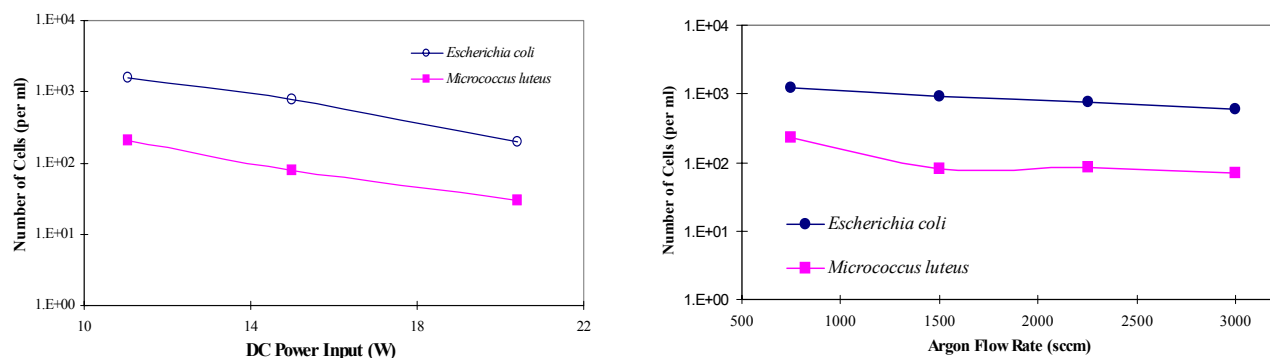 1.E+04
1.E+03
1.E+02
1.E+01
1.E+00
Number of Cells (per ml)
Escherichia coli
Micrococcus luteus
10
14
18
22
DC Power Input (W)
1.E+04
1.E+03
1.E+02
1.E+01
1.E+00
Number of Cells (per ml)
Escherichia coli
Micrococcus luteus
500
1000
1500
2000
2500
3000
Argon Flow Rate (sccm)